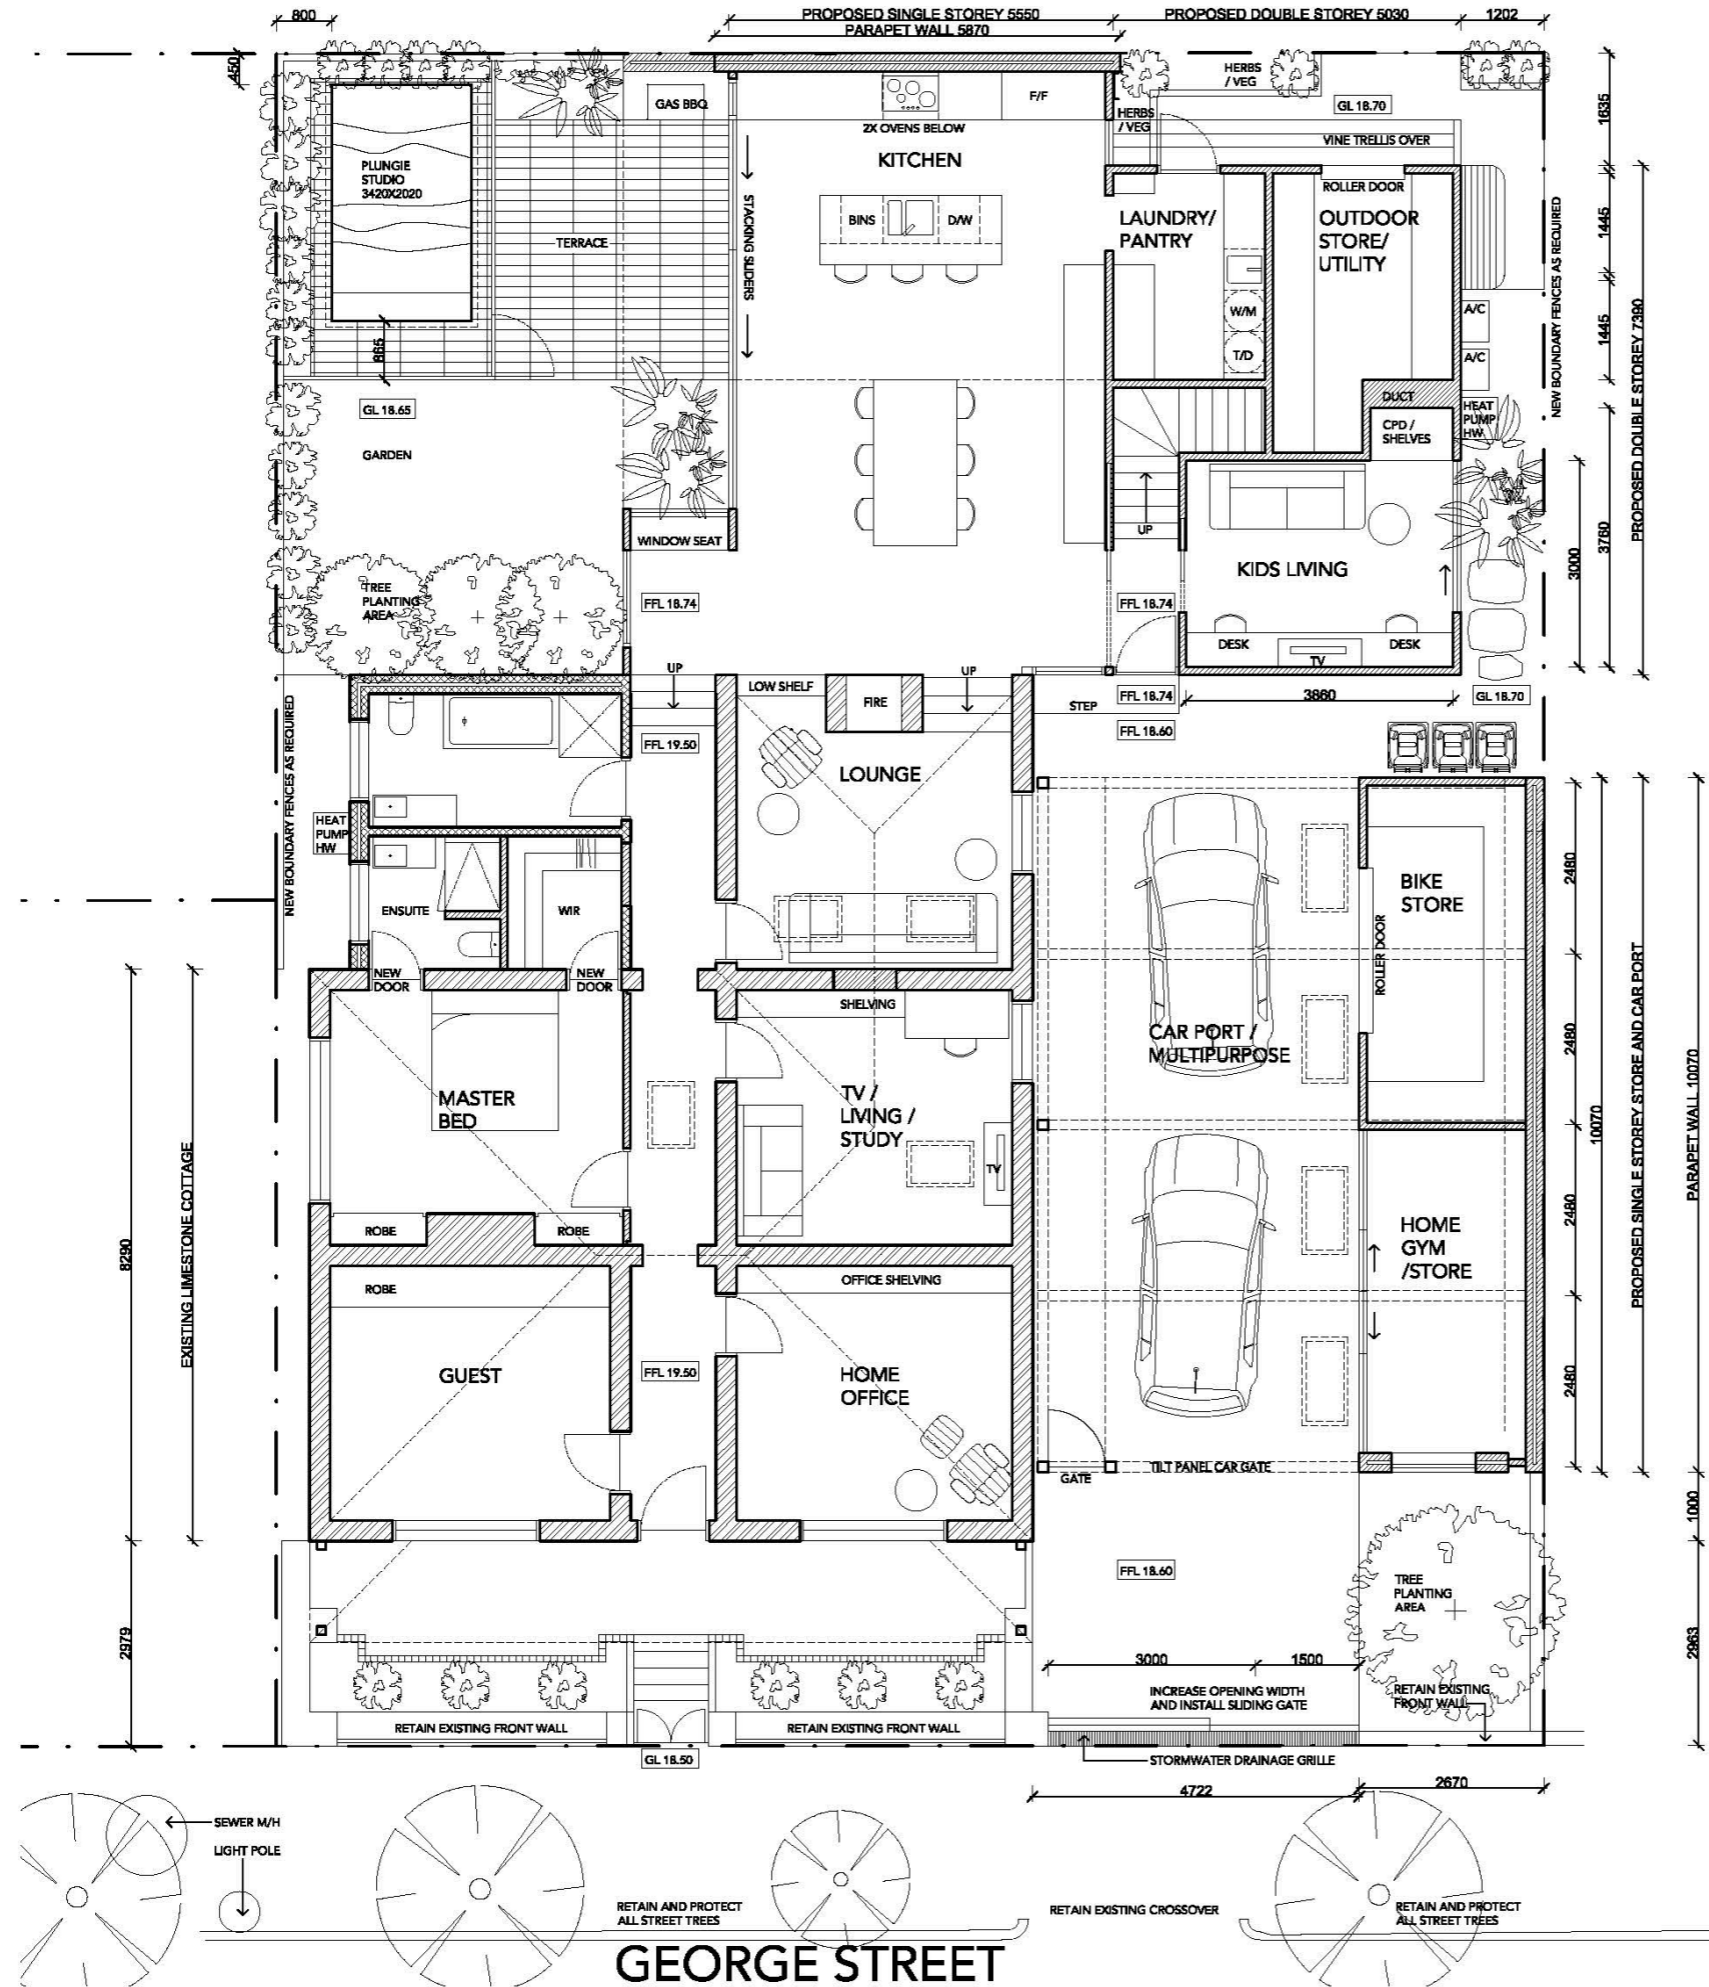 800
PROPOSED SINGLE STOREY 5550
PROPOSED DOUBLE STOREY 5030
1202
PARAPET WALL 5870
450
GAS BBQ
F/F
2X OVENS BELOW
KITCHEN
HERBS
/ VEG
HERBS
/ VEG
GL 18.70
VINE TRELLIS OVER
1635
PLUNGIE
STUDIO
3420X2020
TERRACE
STACKING SLIDERS
BINS
D/W
LAUNDRY/
PANTRY
ROLLER DOOR
OUTDOOR
STORE/
UTILITY
W/M
T/D
A/C
A/C
1445
1445
NEW BOUNDARY FENCES AS REQUIRED
PROPOSED DOUBLE STOREY 7390
865
GL 18.65
GARDEN
DUCT
CPD /
SHELVES
HEAT
PUMP
HW
UP
WINDOW SEAT
KIDS LIVING
3000
3760
TREE
PLANTING
AREA
FFL 18.74
FFL 18.74
DESK
TV
DESK
UP
LOW SHELF
FIRE
UP
STEP
FFL 18.74
3860
GL 18.70
FFL 18.60
FFL 19.50
NEW BOUNDARY FENCES AS REQUIRED
LOUNGE
HEAT
PUMP
HW
ENSUITE
WIR
BIKE
STORE
ROLLER DOOR
2480
NEW
DOOR
NEW
DOOR
SHELVING
CAR PORT /
MULTIPURPOSE
2480
MASTER
BED
TV /
LIVING /
STUDY
TV
10070
PROPOSED SINGLE STOREY STORE AND CAR PORT
PARAPET WALL 10070
8290
EXISTING LIMESTONE COTTAGE
ROBE
ROBE
HOME
GYM
/STORE
2480
ROBE
OFFICE SHELVING
GUEST
FFL 19.50
HOME
OFFICE
2480
GATE
TILT PANEL CAR GATE
1000
FFL 18.60
TREE
PLANTING
AREA
2979
2963
3000
1500
INCREASE OPENING WIDTH
AND INSTALL SLIDING GATE
RETAIN EXISTING
FRONT WALL
RETAIN EXISTING FRONT WALL
RETAIN EXISTING FRONT WALL
GL 18.50
STORMWATER DRAINAGE GRILLE
4722
2670
SEWER M/H
LIGHT POLE
RETAIN AND PROTECT
ALL STREET TREES
RETAIN EXISTING CROSSOVER
RETAIN AND PROTECT
ALL STREET TREES
GEORGE STREET